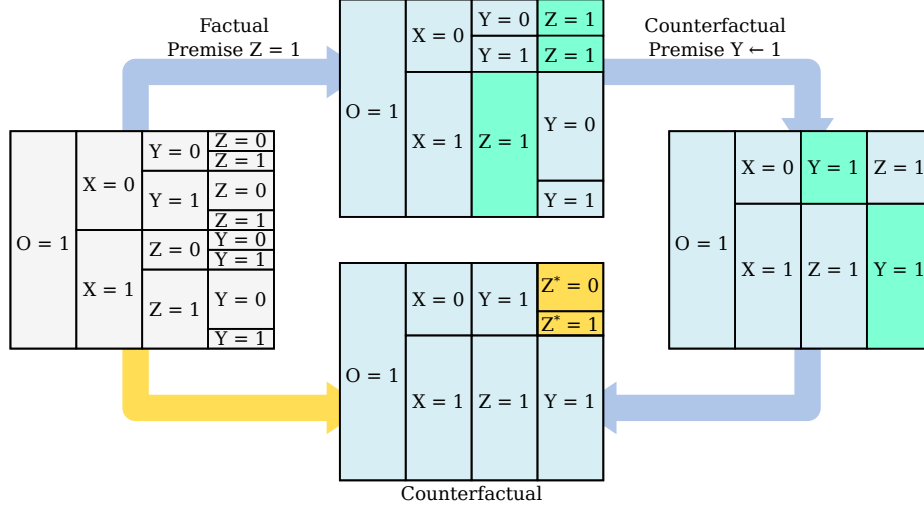 Factual
Premise Z = 1
Counterfactual
Premise Y ← 1
O = 1
X = 0
Y = 0
Z = 1
Y = 1
Z = 1
X = 1
Z = 1
Y = 0
Y = 1
O = 1
X = 0
Y = 0
Z = 0
Z = 1
Y = 1
Z = 0
Z = 1
X = 1
Z = 0
Y = 0
Y = 1
Z = 1
Y = 0
Y = 1
O = 1
X = 0
Y = 1
Z = 1
X = 1
Z = 1
Y = 1
O = 1
X = 0
Y = 1
Z* = 0
Z* = 1
X = 1
Z = 1
Y = 1
Counterfactual